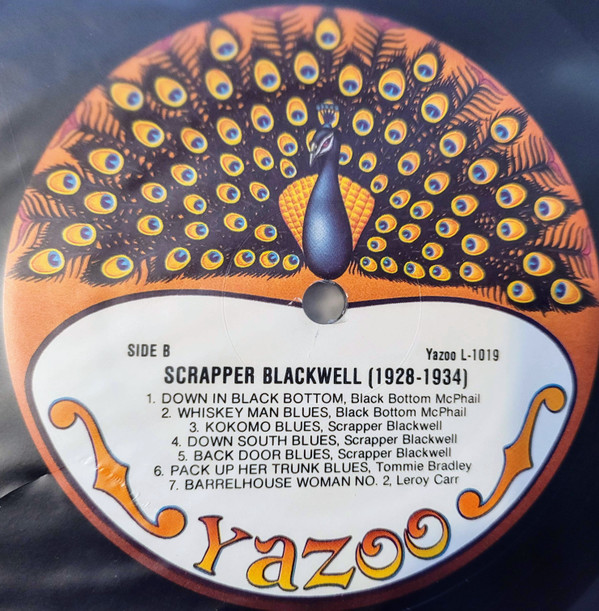 SIDE B
Yazoo L-1019
SCRAPPER BLACKWELL (1928-1934)
1. DOWN IN BLACK BOTTOM, Black Bottom McPhail
2. WHISKEY MAN BLUES, Black Bottom McPhail
3. KOKOMO BLUES, Scrapper Blackwell
4. DOWN SOUTH BLUES, Scrapper Blackwell
5. BACK DOOR BLUES, Scrapper Blackwell
6. PACK UP HER TRUNK BLUES, Tommie Bradley
7. BARRELHOUSE WOMAN NO. 2, Leroy Carr
Yazoo